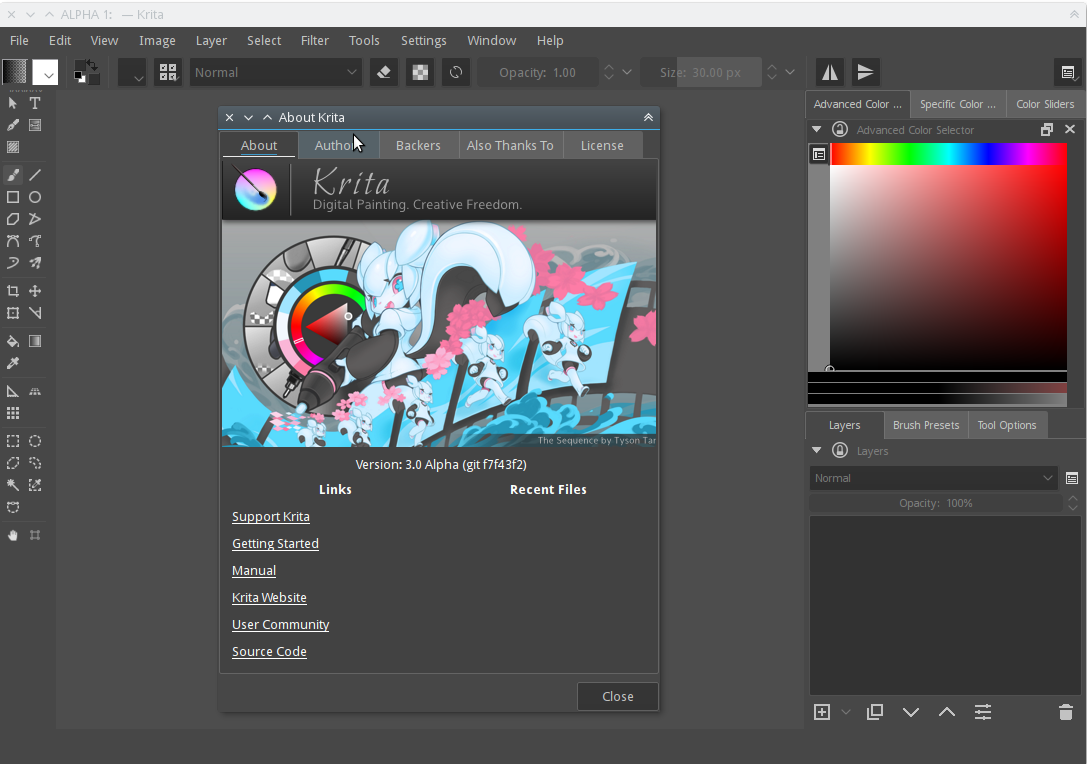 ALPHA 1: — Krita
File Edit View Image Layer Select Filter Tools Settings Window Help
Normal Opacity: 1.00 Size: 30.00 px
Advanced Color ... Specific Color ... Color Sliders
Advanced Color Selector
About Krita
About Autho Backers Also Thanks To License
Krita
Digital Painting. Creative Freedom.
The Sequence by Tyson Tan
Version: 3.0 Alpha (git f7f43f2)
Links Recent Files
Support Krita
Getting Started
Manual
Krita Website
User Community
Source Code
Close
Layers Brush Presets Tool Options
Layers
Normal
Opacity: 100%